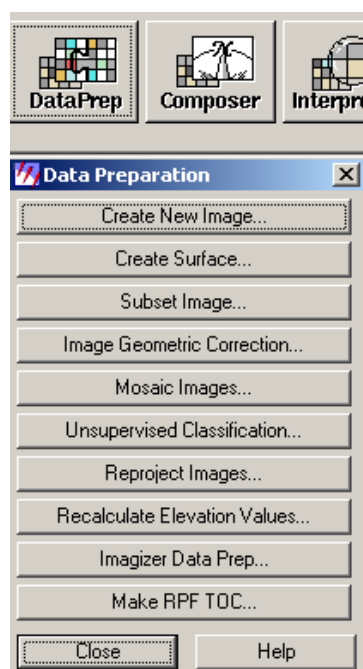 DataPrep Composer Interpr
Data Preparation
Create New Image...
Create Surface...
Subset Image...
Image Geometric Correction...
Mosaic Images...
Unsupervised Classification...
Reproject Images...
Recalculate Elevation Values...
Imagizer Data Prep...
Make RPF TOC...
Close Help